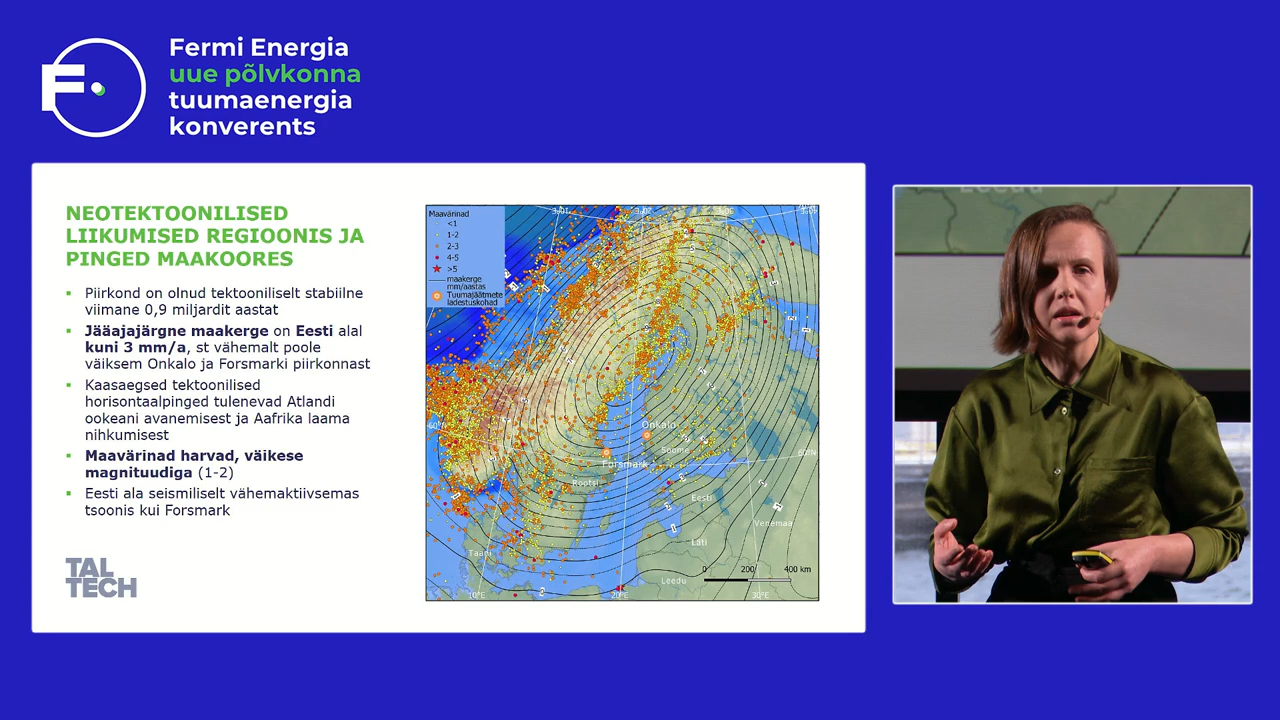 Fermi Energia
uue põlvkonna
tuumaenergia
konverents
NEOTEKTOONILISED
LIIKUMISED REGIOONIS JA
PINGED MAAKOORES
Piirkond on olnud tektooniliselt stabiilne
viimane 0,9 miljardit aastat
Jääajajärgne maakerge on Eesti alal
kuni 3 mm/a, st vähemalt poole
väiksem Onkalo ja Forsmarki piirkonnast
Kaasaegsed tektoonilised
horisontaalpinged tulenevad Atlandi
ookeani avanemisest ja Aafrika laama
nihkumisest
Maavärinad harvad, väikese
magnituudiga (1-2)
Eesti ala seismiliselt vähemaktiivsemas
tsoonis kui Forsmark
TAL
TECH
Maavärinad
<1
1-2
2-3
4-5
>5
maakerge
mm/aastas
Tuumajäätmete
ladestuskohad
Onkalo
Soome
60°N
60°N
Forsmark
Rootsi
Eesti
Venemaa
Läti
Taani
Leedu
0 200 400 km
10°E 20°E 30°E
Leedu